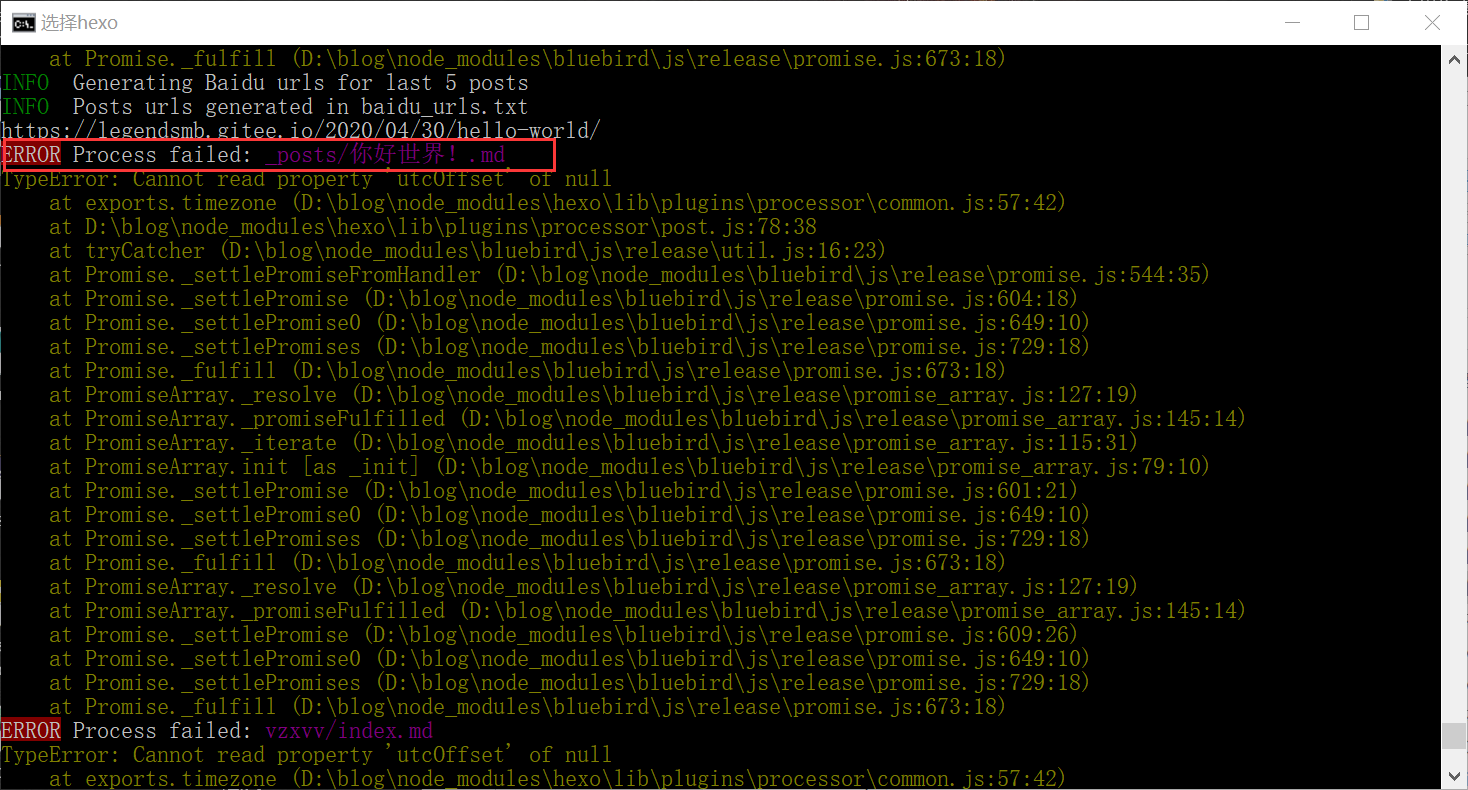 选择hexo
    at Promise._fulfill (D:\blog\node_modules\bluebird\js\release\promise.js:673:18)
INFO  Generating Baidu urls for last 5 posts
INFO  Posts urls generated in baidu_urls.txt
https://legendsmb.gitee.io/2020/04/30/hello-world/
ERROR Process failed: _posts/你好世界！.md
TypeError: Cannot read property 'utcOffset' of null
    at exports.timezone (D:\blog\node_modules\hexo\lib\plugins\processor\common.js:57:42)
    at D:\blog\node_modules\hexo\lib\plugins\processor\post.js:78:38
    at tryCatcher (D:\blog\node_modules\bluebird\js\release\util.js:16:23)
    at Promise._settlePromiseFromHandler (D:\blog\node_modules\bluebird\js\release\promise.js:544:35)
    at Promise._settlePromise (D:\blog\node_modules\bluebird\js\release\promise.js:604:18)
    at Promise._settlePromise0 (D:\blog\node_modules\bluebird\js\release\promise.js:649:10)
    at Promise._settlePromises (D:\blog\node_modules\bluebird\js\release\promise.js:729:18)
    at Promise._fulfill (D:\blog\node_modules\bluebird\js\release\promise.js:673:18)
    at PromiseArray._resolve (D:\blog\node_modules\bluebird\js\release\promise_array.js:127:19)
    at PromiseArray._promiseFulfilled (D:\blog\node_modules\bluebird\js\release\promise_array.js:145:14)
    at PromiseArray._iterate (D:\blog\node_modules\bluebird\js\release\promise_array.js:115:31)
    at PromiseArray.init [as _init] (D:\blog\node_modules\bluebird\js\release\promise_array.js:79:10)
    at Promise._settlePromise (D:\blog\node_modules\bluebird\js\release\promise.js:601:21)
    at Promise._settlePromise0 (D:\blog\node_modules\bluebird\js\release\promise.js:649:10)
    at Promise._settlePromises (D:\blog\node_modules\bluebird\js\release\promise.js:729:18)
    at Promise._fulfill (D:\blog\node_modules\bluebird\js\release\promise.js:673:18)
    at PromiseArray._resolve (D:\blog\node_modules\bluebird\js\release\promise_array.js:127:19)
    at PromiseArray._promiseFulfilled (D:\blog\node_modules\bluebird\js\release\promise_array.js:145:14)
    at Promise._settlePromise (D:\blog\node_modules\bluebird\js\release\promise.js:609:26)
    at Promise._settlePromise0 (D:\blog\node_modules\bluebird\js\release\promise.js:649:10)
    at Promise._settlePromises (D:\blog\node_modules\bluebird\js\release\promise.js:729:18)
    at Promise._fulfill (D:\blog\node_modules\bluebird\js\release\promise.js:673:18)
ERROR Process failed: vzxvv/index.md
TypeError: Cannot read property 'utcOffset' of null
    at exports.timezone (D:\blog\node_modules\hexo\lib\plugins\processor\common.js:57:42)